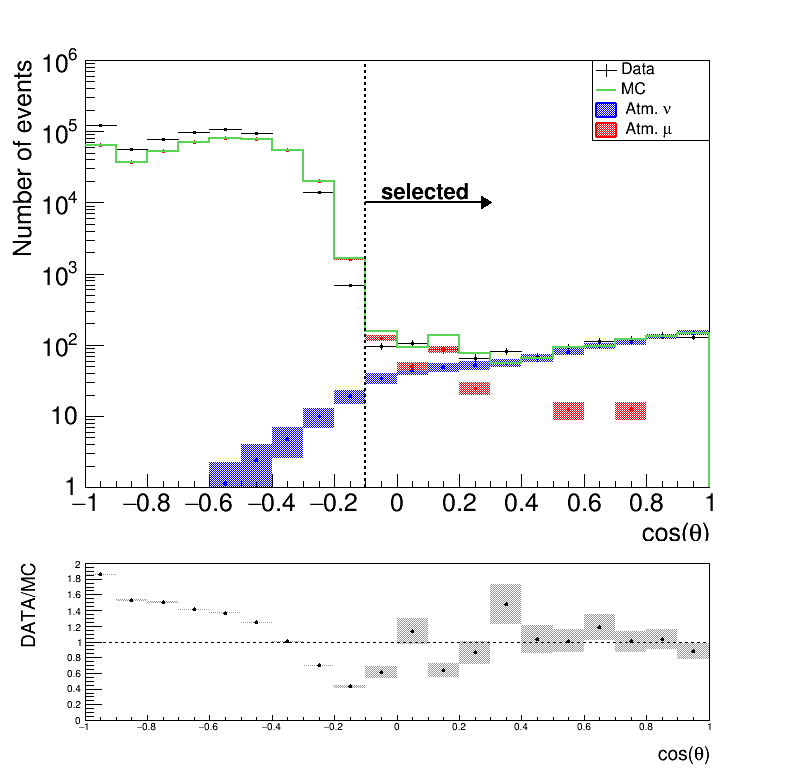 Number of events
10^6
10^5
10^4
10^3
10^2
10
1
Data
MC
Atm. ν
Atm. μ
selected
−1 −0.8 −0.6 −0.4 −0.2 0 0.2 0.4 0.6 0.8 1
cos(θ)
DATA/MC
2
1.8
1.6
1.4
1.2
1
0.8
0.6
0.4
0.2
0
−1 −0.8 −0.6 −0.4 −0.2 0 0.2 0.4 0.6 0.8 1
cos(θ)